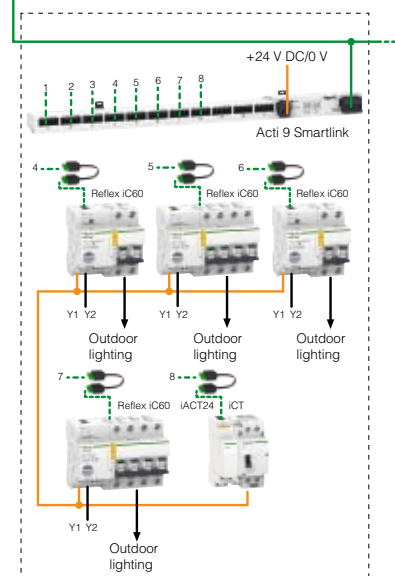 +24 V DC/0 V
1 2 3 4 5 6 7 8
Acti 9 Smartlink
4 5 6
Reflex iC60 Reflex iC60 Reflex iC60
Y1 Y2 Y1 Y2 Y1 Y2
Outdoor lighting Outdoor lighting Outdoor lighting
7 8
Reflex iC60 iACT24 iCT
Y1 Y2
Outdoor
lighting